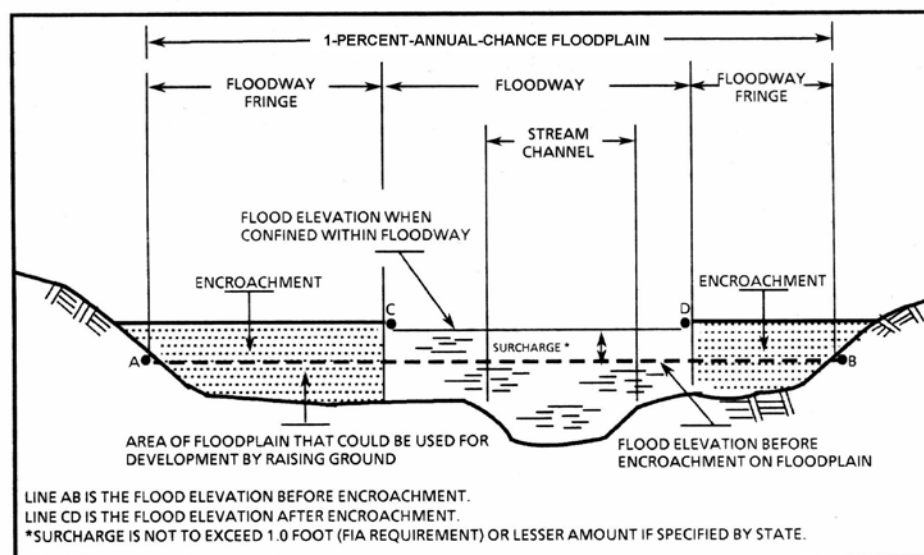 1-PERCENT-ANNUAL-CHANCE FLOODPLAIN
FLOODWAY
FRINGE
FLOODWAY
FLOODWAY
FRINGE
STREAM
CHANNEL
FLOOD ELEVATION WHEN
CONFINED WITHIN FLOODWAY
ENCROACHMENT
ENCROACHMENT
C
D
SURCHARGE *
A
B
AREA OF FLOODPLAIN THAT COULD BE USED FOR
DEVELOPMENT BY RAISING GROUND
FLOOD ELEVATION BEFORE
ENCROACHMENT ON FLOODPLAIN
LINE AB IS THE FLOOD ELEVATION BEFORE ENCROACHMENT.
LINE CD IS THE FLOOD ELEVATION AFTER ENCROACHMENT.
*SURCHARGE IS NOT TO EXCEED 1.0 FOOT (FIA REQUIREMENT) OR LESSER AMOUNT IF SPECIFIED BY STATE.